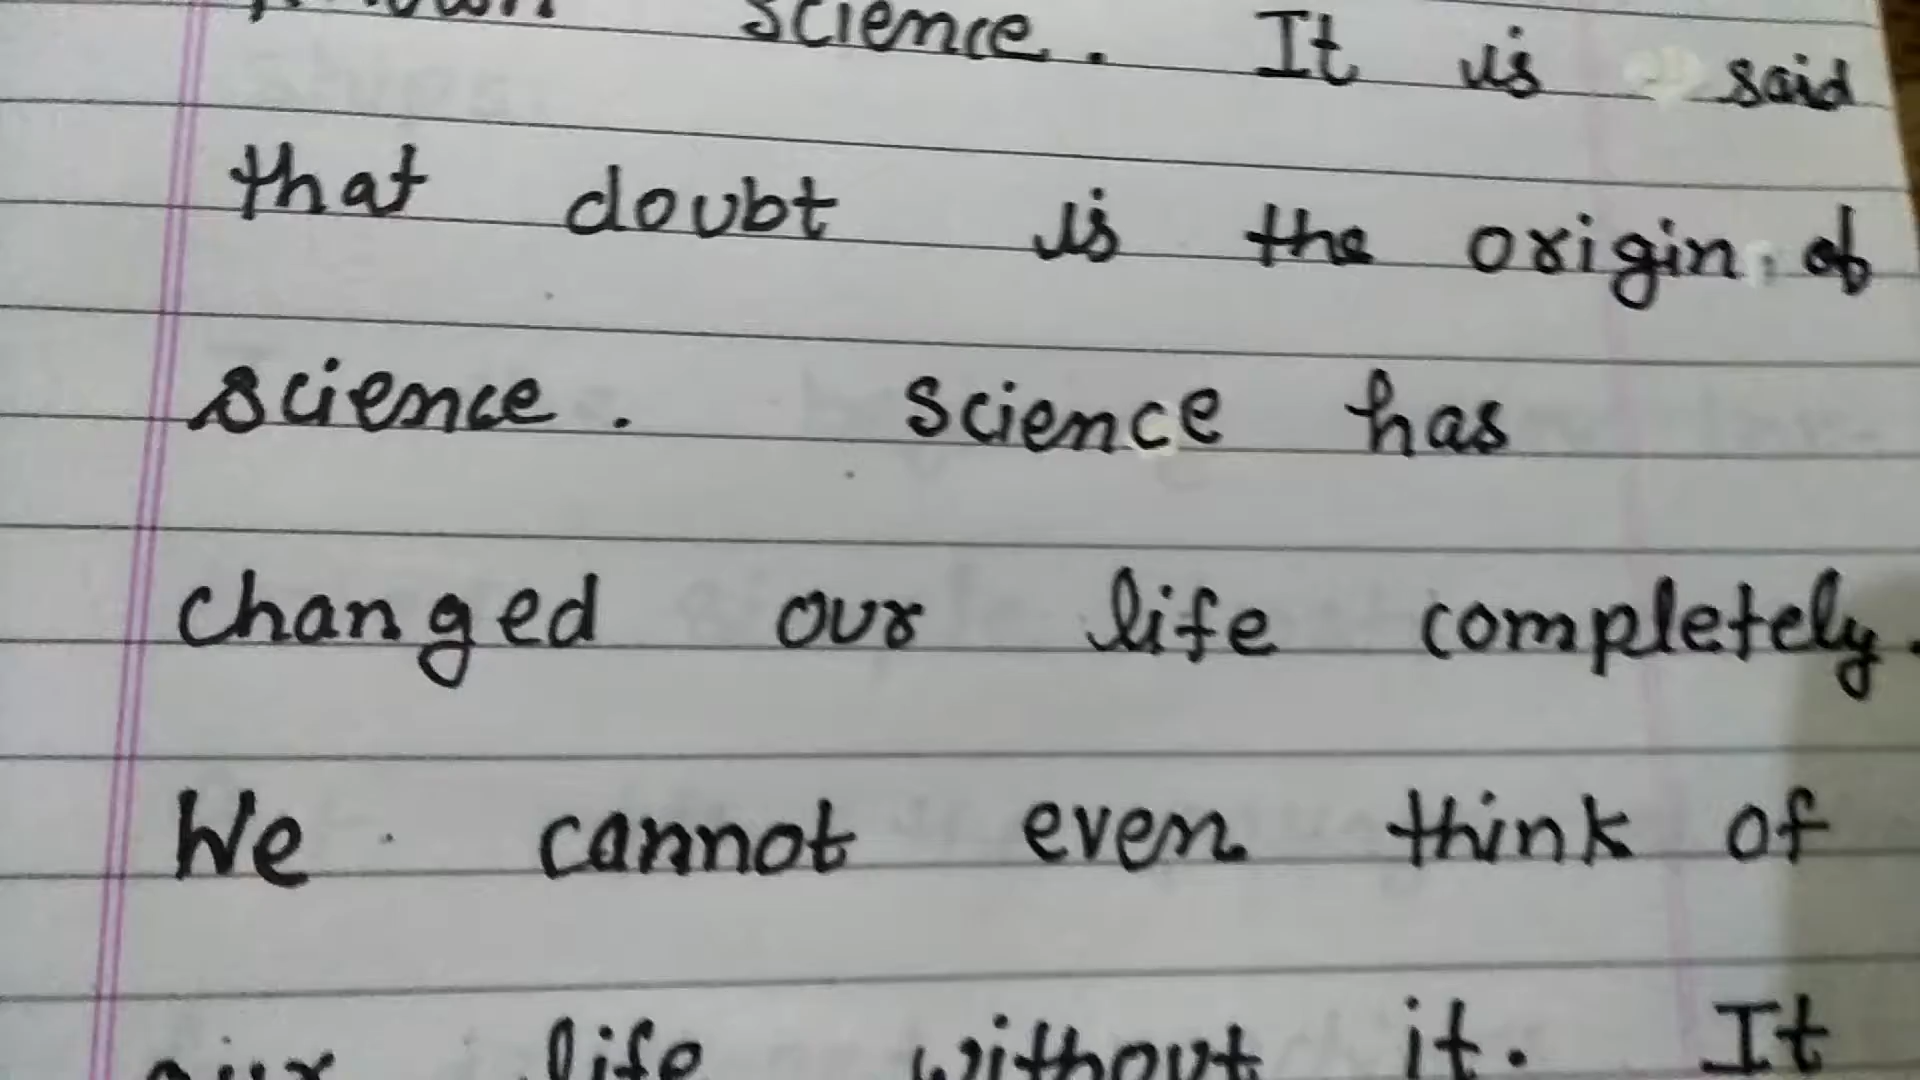 science. It is said
that doubt is the origin of
science. Science has
changed our life completely.
We cannot even think of
our life without it. It